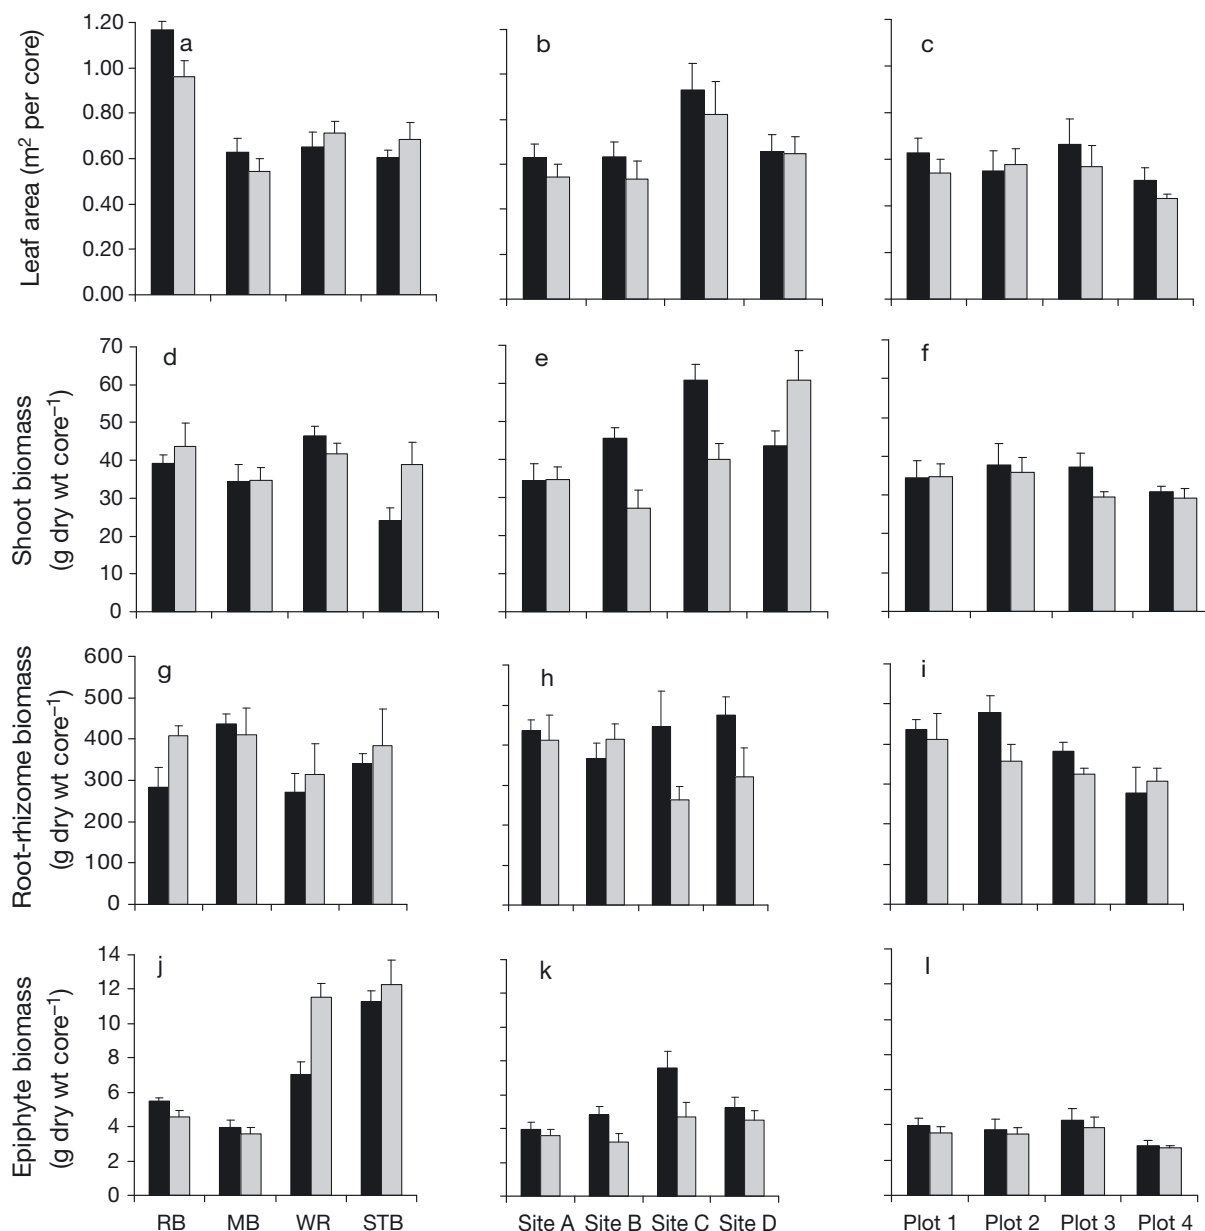 Leaf area (m² per core)
1.20
1.00
0.80
0.60
0.40
0.20
0.00
a
b
c
Shoot biomass
(g dry wt core⁻¹)
70
60
50
40
30
20
10
0
d
e
f
Root-rhizome biomass
(g dry wt core⁻¹)
600
500
400
300
200
100
0
g
h
i
Epiphyte biomass
(g dry wt core⁻¹)
14
12
10
8
6
4
2
0
j
k
l
RB MB WR STB
Site A Site B Site C Site D
Plot 1 Plot 2 Plot 3 Plot 4